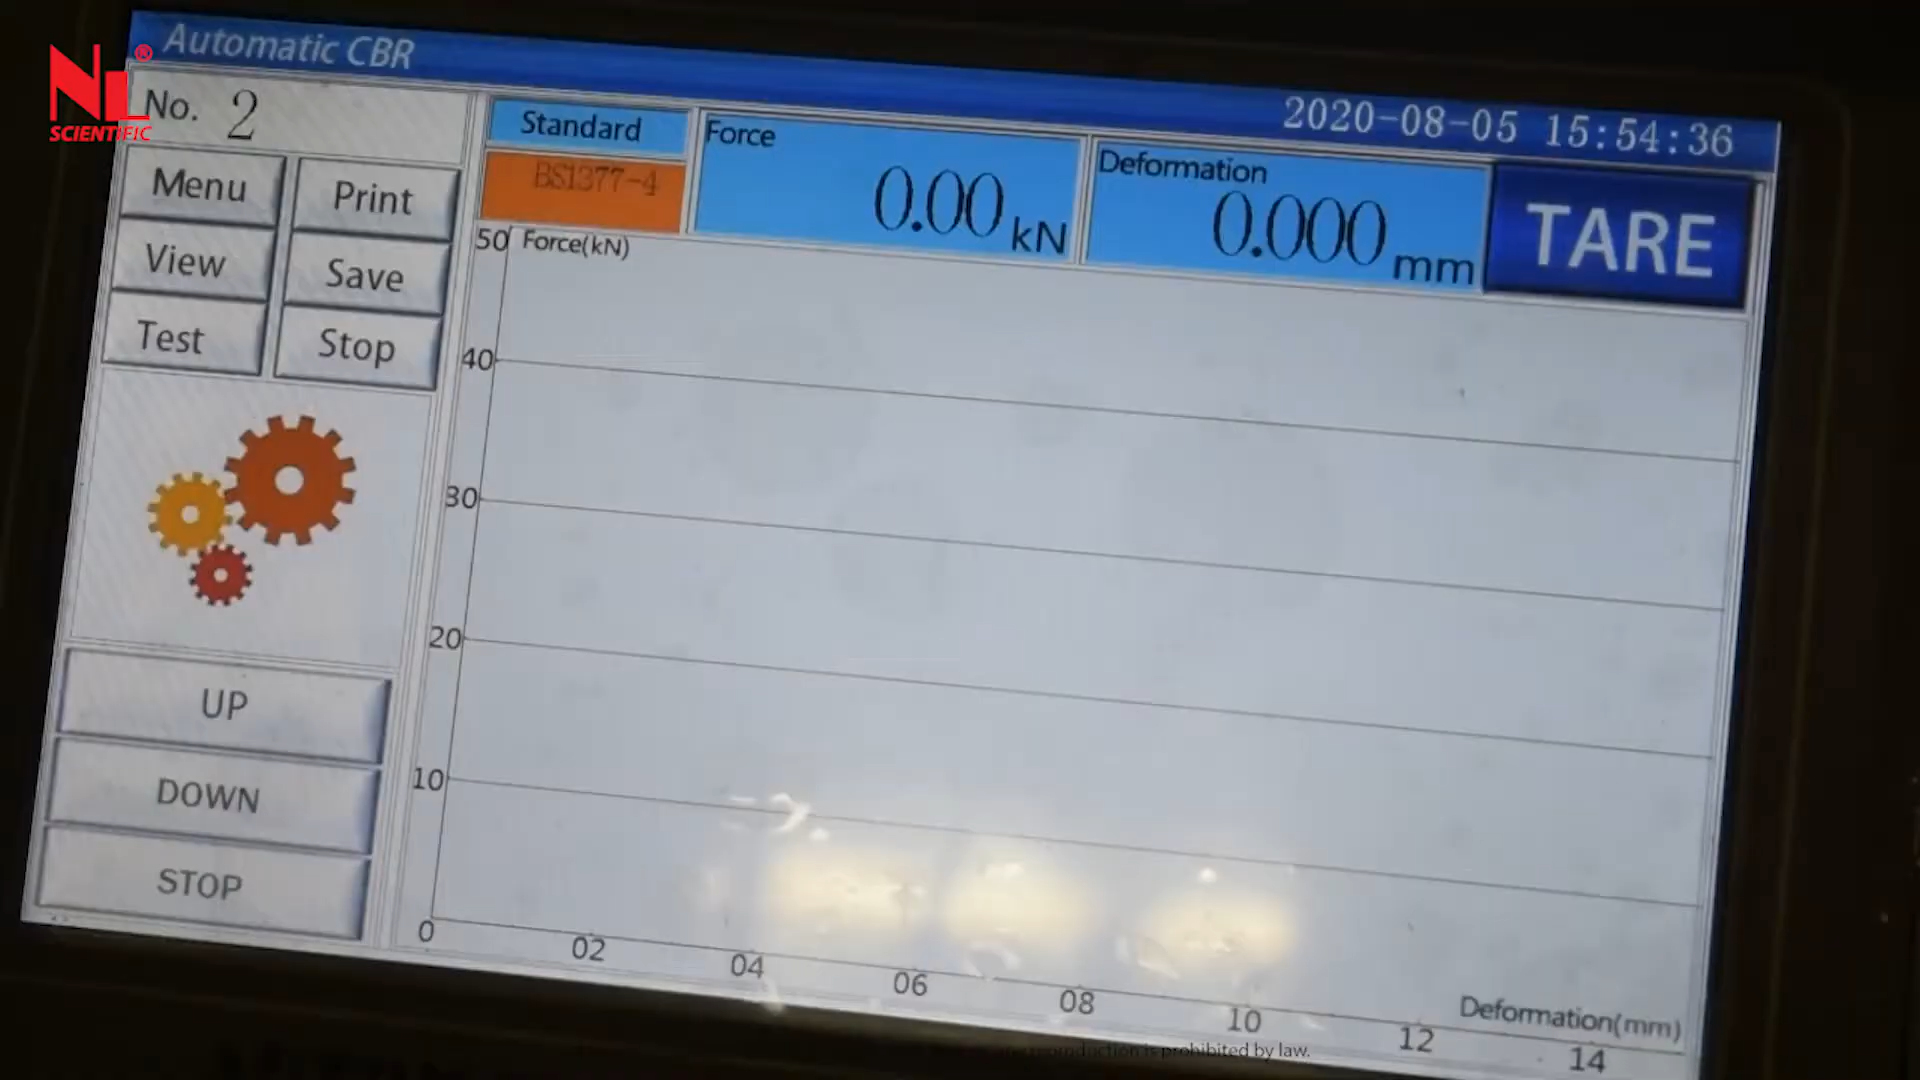 NL®
SCIENTIFIC
Automatic CBR
2020-08-05 15:54:36
No. 2
Menu
Print
View
Save
Test
Stop
Standard
BS1377-4
Force
0.00 kN
Deformation
0.000 mm
TARE
50 Force(kN)
40
30
20
10
0
02
04
06
08
10
12
14
Deformation(mm)
UP
DOWN
STOP
reproduction is prohibited by law.